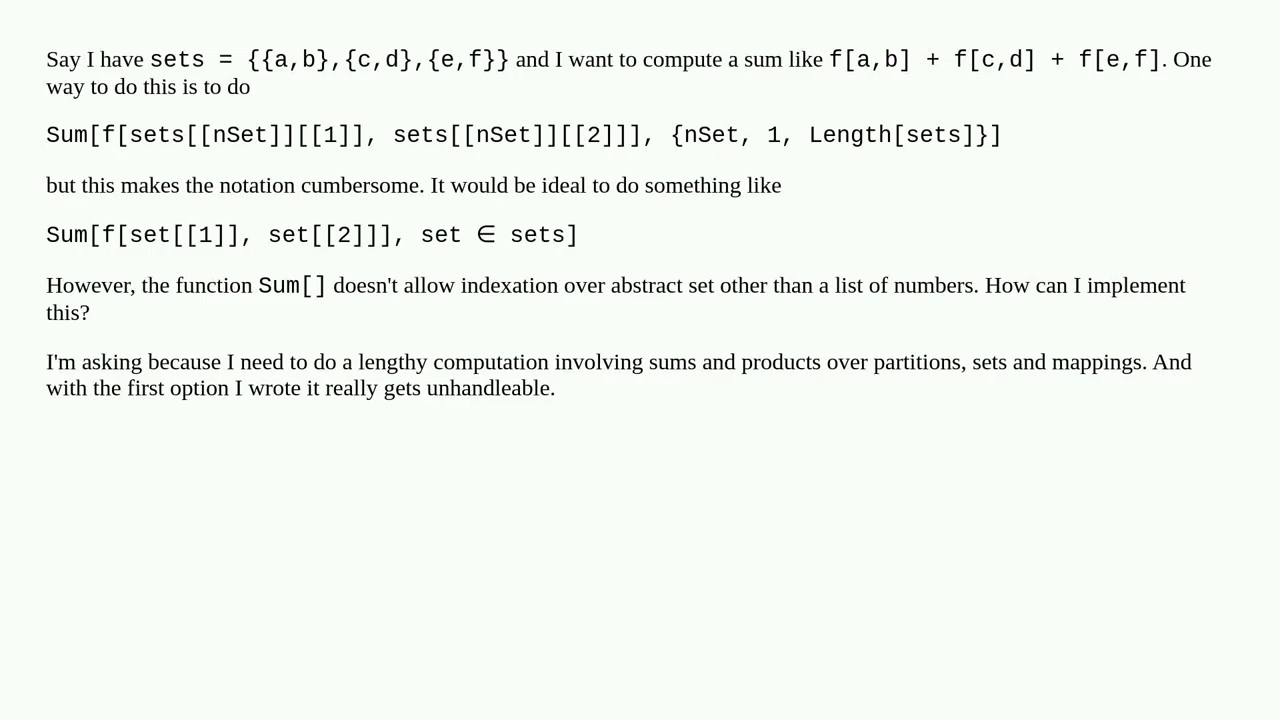 Say I have sets = {{a,b},{c,d},{e,f}} and I want to compute a sum like f[a,b] + f[c,d] + f[e,f]. One
way to do this is to do
Sum[f[sets[[nSet]][[1]], sets[[nSet]][[2]]], {nSet, 1, Length[sets]}]
but this makes the notation cumbersome. It would be ideal to do something like
Sum[f[set[[1]], set[[2]]], set ∈ sets]
However, the function Sum[] doesn't allow indexation over abstract set other than a list of numbers. How can I implement
this?
I'm asking because I need to do a lengthy computation involving sums and products over partitions, sets and mappings. And
with the first option I wrote it really gets unhandleable.